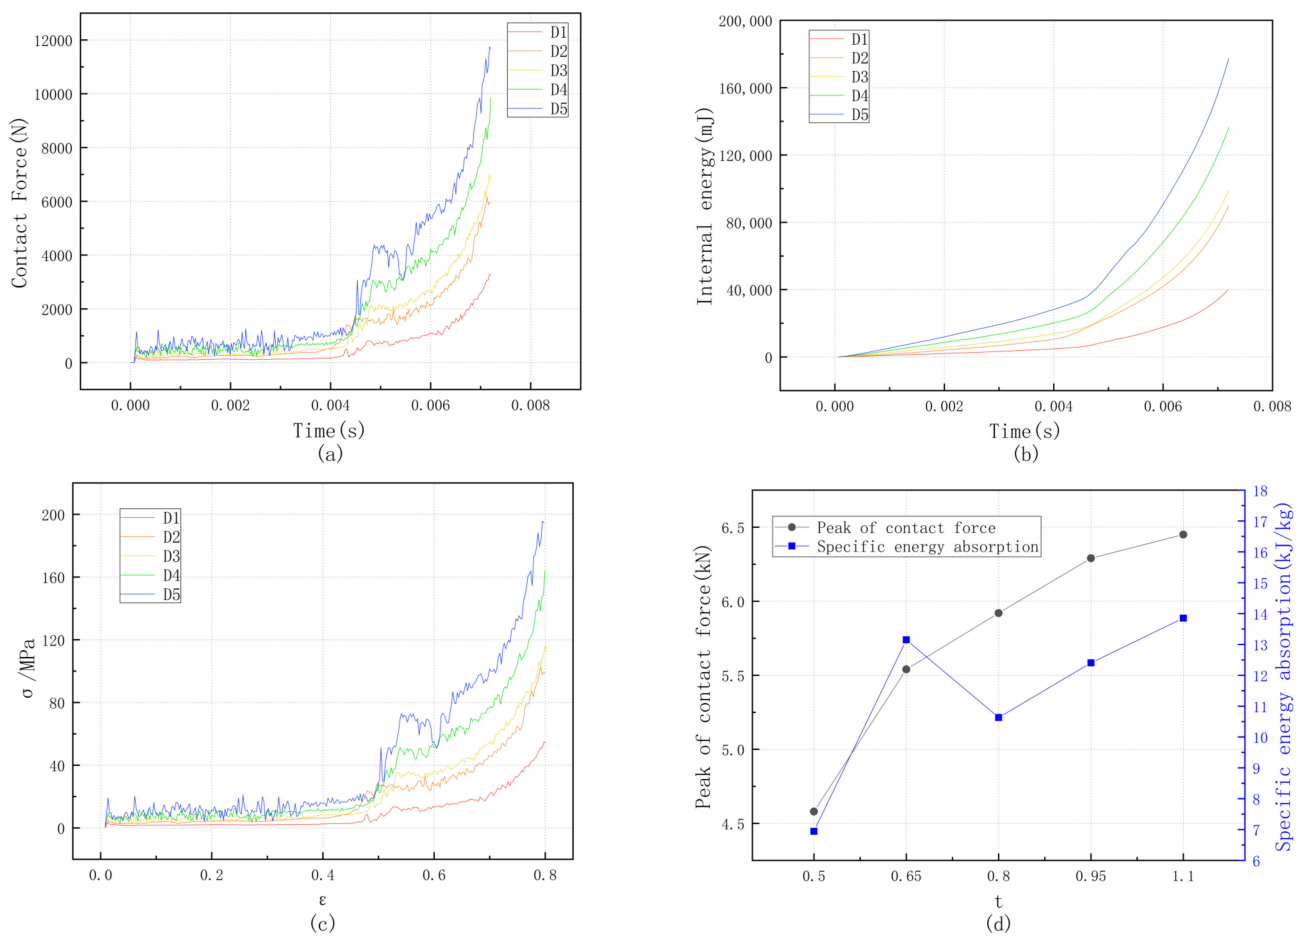 12000
10000
8000
6000
4000
2000
0
Contact Force(N)
D1
D2
D3
D4
D5
0.000 0.002 0.004 0.006 0.008
Time(s)
(a)
200,000
160,000
120,000
80,000
40,000
0
Internal energy(mJ)
D1
D2
D3
D4
D5
0.000 0.002 0.004 0.006 0.008
Time(s)
(b)
200
160
120
80
40
0
σ/MPa
D1
D2
D3
D4
D5
0.0 0.2 0.4 0.6 0.8
ε
(c)
6.5
6.0
5.5
5.0
4.5
Peak of contact force(kN)
Peak of contact force
Specific energy absorption
18
17
16
15
14
13
12
11
10
9
8
7
6
Specific energy absorption(kJ/kg)
0.5 0.65 0.8 0.95 1.1
t
(d)